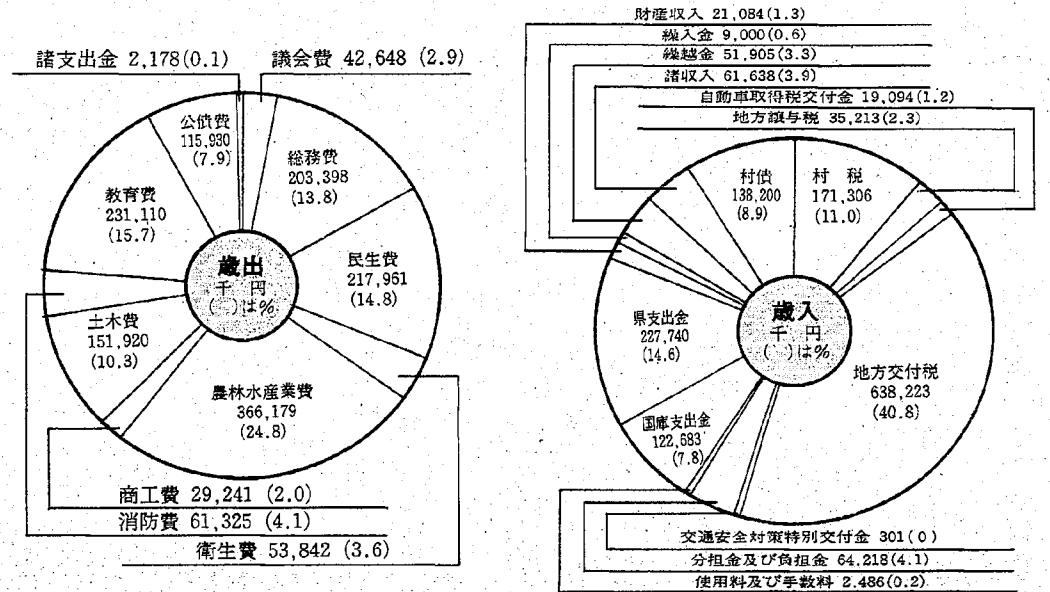 諸支出金 2,178(0.1)
議会費 42,648 (2.9)
公債費
115,930
(7.9)
総務費
203,398
(13.8)
教育費
231,110
(15.7)
民生費
217,961
(14.8)
歳出
千 円
( )は%
土木費
151,920
(10.3)
農林水産業費
366,179
(24.8)
商工費 29,241 (2.0)
消防費 61,325 (4.1)
衛生費 53,842 (3.6)
財産収入 21,084(1.3)
繰入金 9,000(0.6)
繰越金 51,905(3.3)
諸収入 61,638(3.9)
自動車取得税交付金 19,094(1.2)
地方譲与税 35,213(2.3)
村債
138,200
(8.9)
村 税
171,306
(11.0)
歳入
千 円
( )は%
県支出金
227,740
(14.6)
地方交付税
638,223
(40.8)
国庫支出金
122,683
(7.8)
交通安全対策特別交付金 301(0)
分担金及び負担金 64,218(4.1)
使用料及び手数料 2,486(0.2)